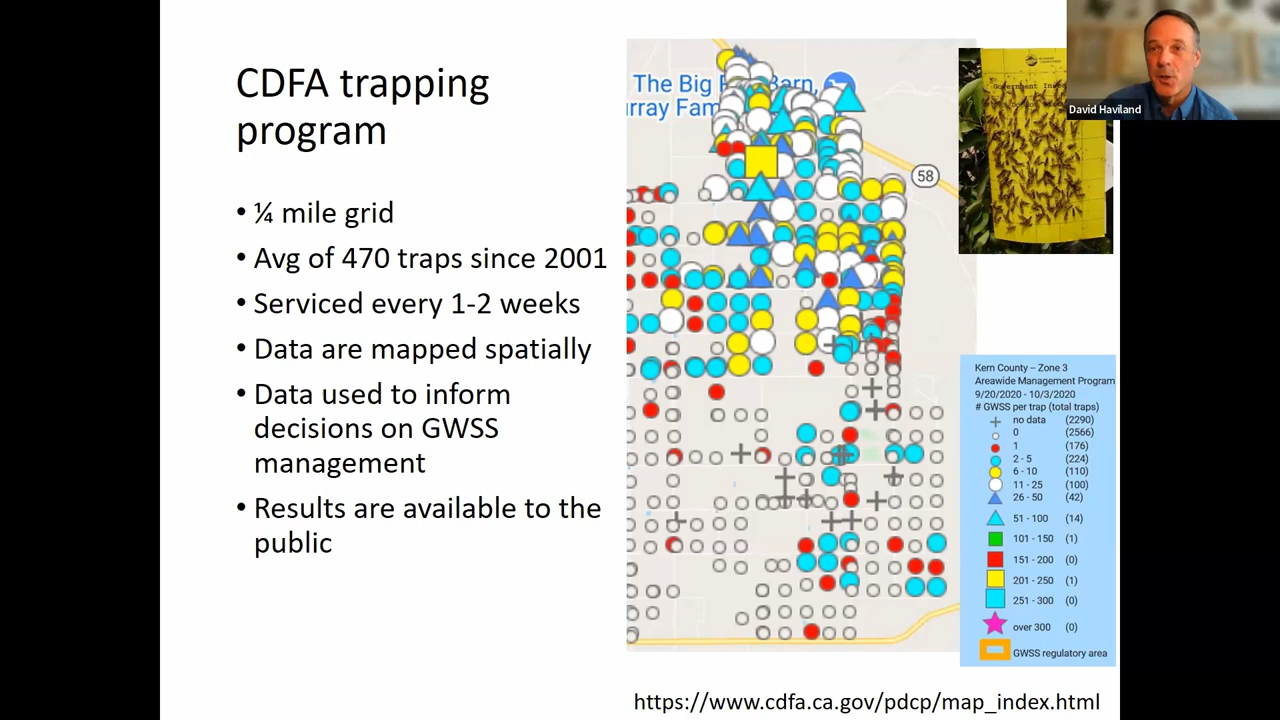 CDFA trapping
program
• ¼ mile grid
• Avg of 470 traps since 2001
• Serviced every 1-2 weeks
• Data are mapped spatially
• Data used to inform
decisions on GWSS
management
• Results are available to the
public
The Big Barn,
urray Fam
58
David Haviland
Kern County – Zone 3
Areawide Management Program
9/20/2020 - 10/3/2020
# GWSS per trap (total traps)
no data (2290)
0 (2566)
1 (176)
2 - 5 (224)
6 - 10 (110)
11 - 25 (100)
26 - 50 (42)
51 - 100 (14)
101 - 150 (1)
151 - 200 (0)
201 - 250 (1)
251 - 300 (0)
over 300 (0)
GWSS regulatory area
https://www.cdfa.ca.gov/pdcp/map_index.html